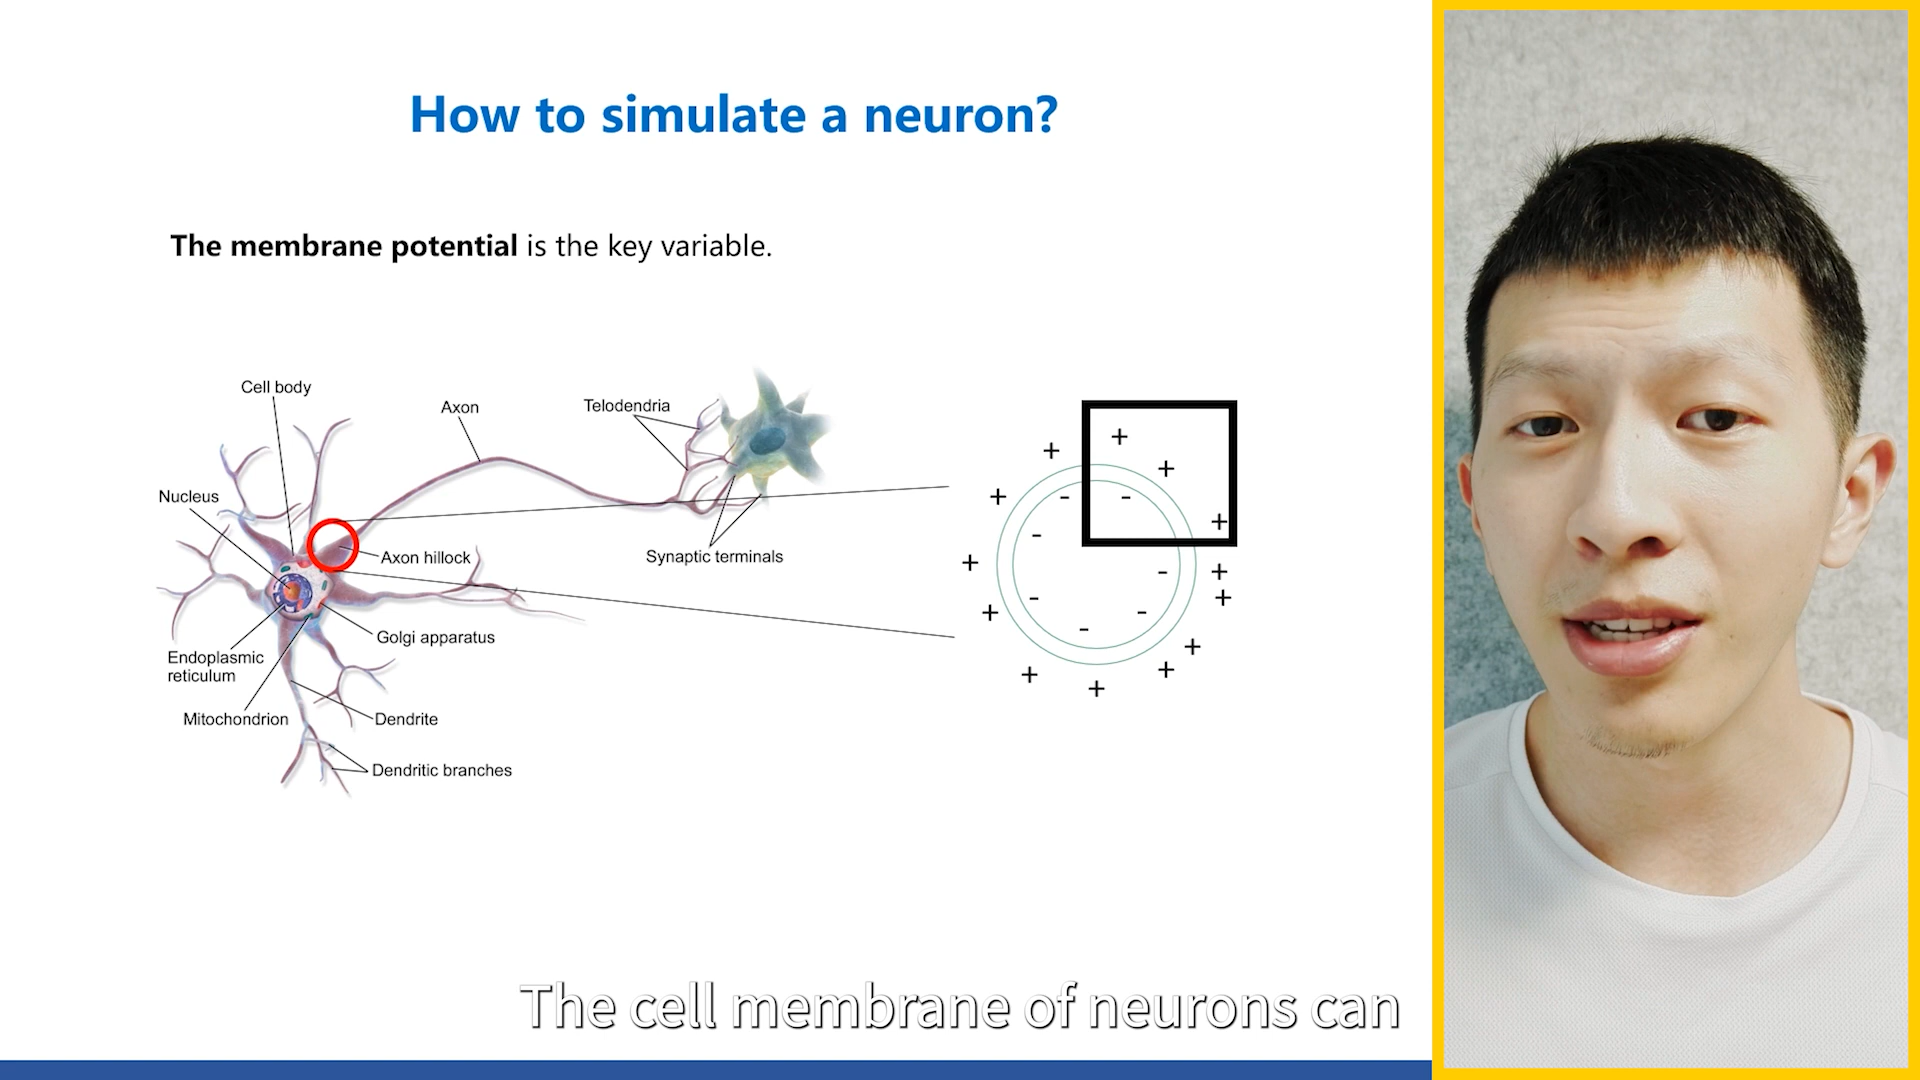 How to simulate a neuron?
The membrane potential is the key variable.
Cell body
Axon
Telodendria
Nucleus
Axon hillock
Synaptic terminals
Golgi apparatus
Endoplasmic
reticulum
Mitochondrion
Dendrite
Dendritic branches
The cell membrane of neurons can